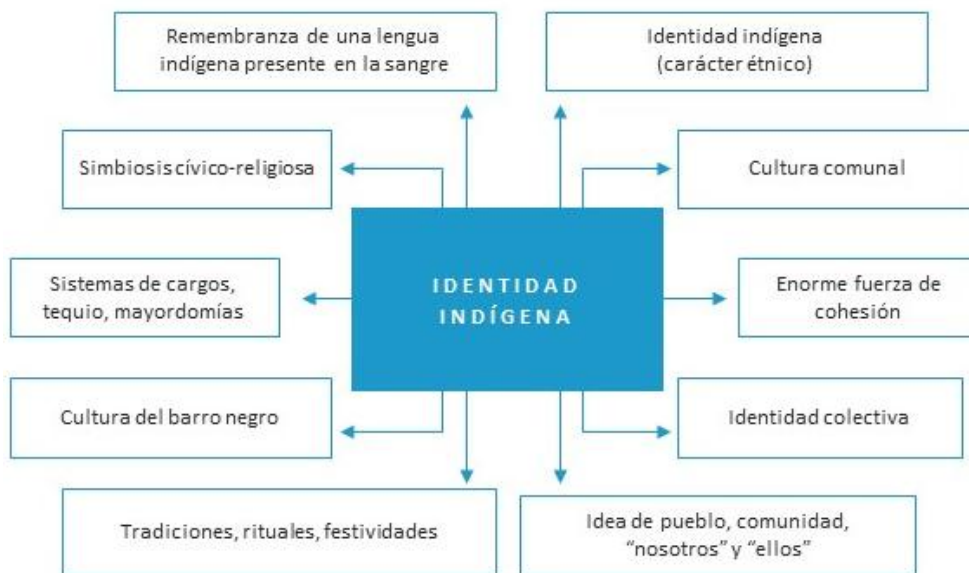 Remembranza de una lengua
indígena presente en la sangre
Identidad indígena
(carácter étnico)
Simbiosis cívico-religiosa
Cultura comunal
Sistemas de cargos,
tequio, mayordomías
IDENTIDAD
INDÍGENA
Enorme fuerza de
cohesión
Cultura del barro negro
Identidad colectiva
Tradiciones, rituales, festividades
Idea de pueblo, comunidad,
“nosotros” y “ellos”